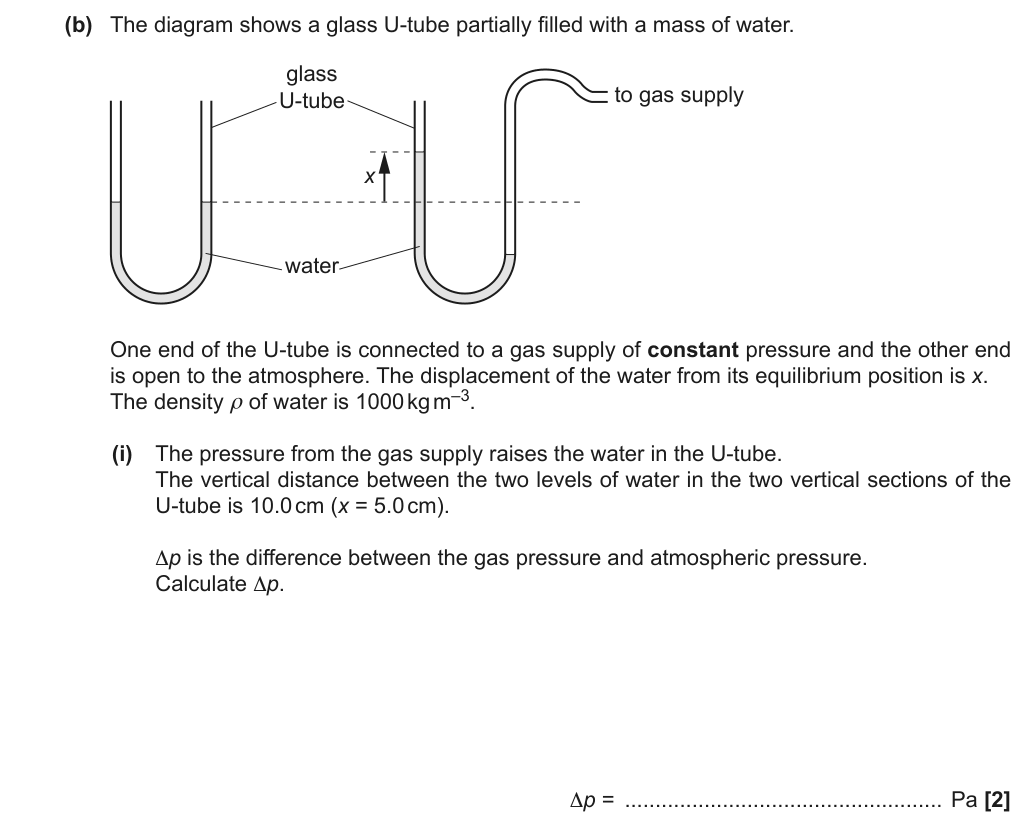 (b) The diagram shows a glass U-tube partially filled with a mass of water.
glass
U-tube
to gas supply
x
water
One end of the U-tube is connected to a gas supply of constant pressure and the other end
is open to the atmosphere. The displacement of the water from its equilibrium position is x.
The density ρ of water is 1000 kg m⁻³.
(i) The pressure from the gas supply raises the water in the U-tube.
The vertical distance between the two levels of water in the two vertical sections of the
U-tube is 10.0 cm (x = 5.0 cm).
Δp is the difference between the gas pressure and atmospheric pressure.
Calculate Δp.
Δp = .................................................... Pa [2]